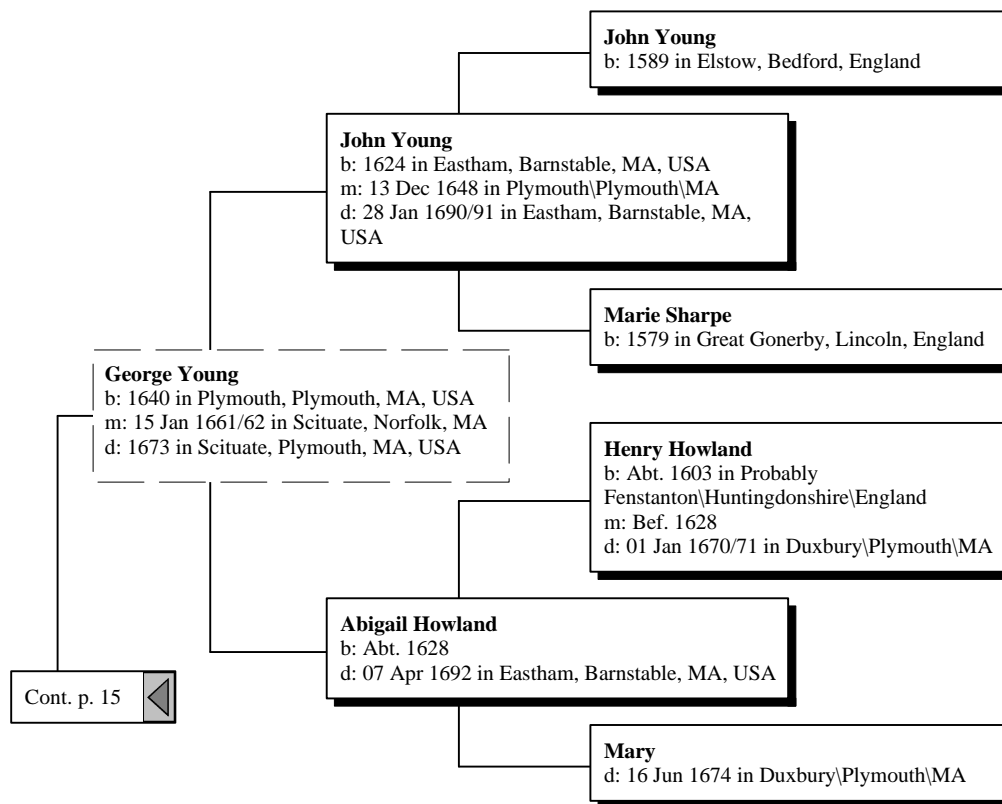 John Young
b: 1589 in Elstow, Bedford, England
John Young
b: 1624 in Eastham, Barnstable, MA, USA
m: 13 Dec 1648 in Plymouth\Plymouth\MA
d: 28 Jan 1690/91 in Eastham, Barnstable, MA,
USA
Marie Sharpe
b: 1579 in Great Gonerby, Lincoln, England
George Young
b: 1640 in Plymouth, Plymouth, MA, USA
m: 15 Jan 1661/62 in Scituate, Norfolk, MA
d: 1673 in Scituate, Plymouth, MA, USA
Henry Howland
b: Abt. 1603 in Probably
Fenstanton\Huntingdonshire\England
m: Bef. 1628
d: 01 Jan 1670/71 in Duxbury\Plymouth\MA
Abigail Howland
b: Abt. 1628
d: 07 Apr 1692 in Eastham, Barnstable, MA, USA
Cont. p. 15
Mary
d: 16 Jun 1674 in Duxbury\Plymouth\MA